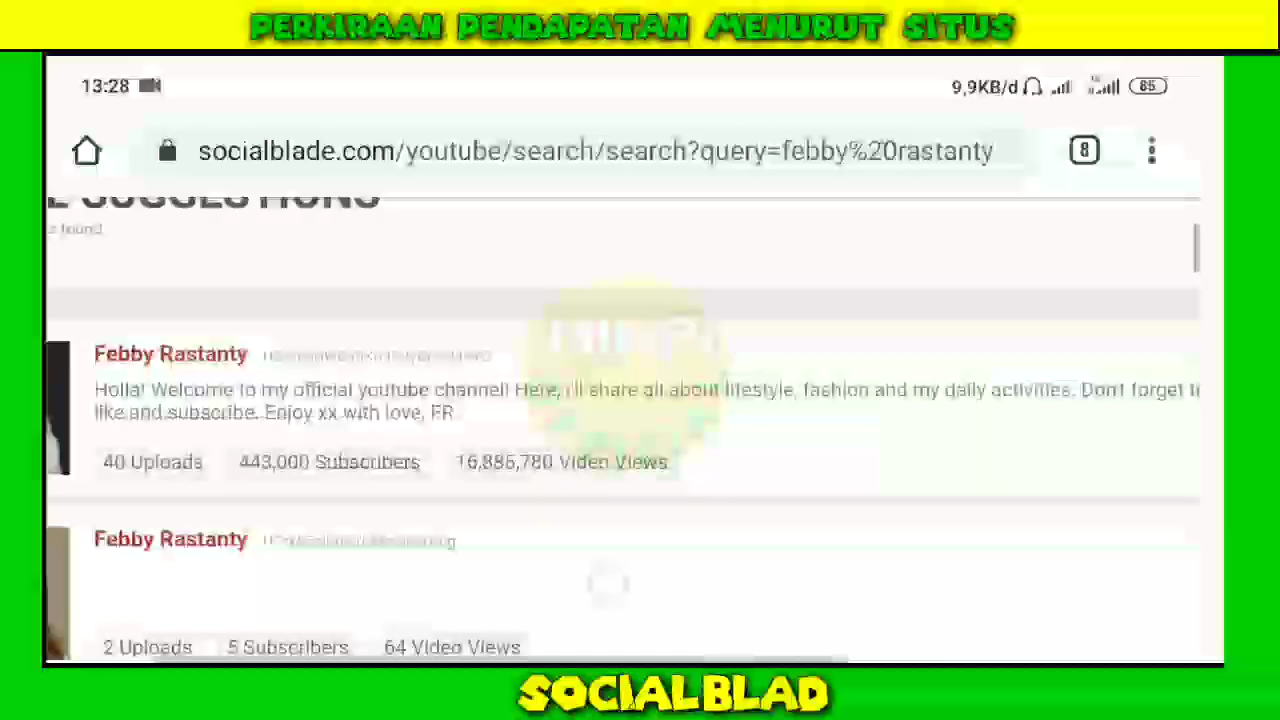 PERKIRAAN PENDAPATAN MENURUT SITUS
13:28
9,9KB/d
85
socialblade.com/youtube/search/search?query=febby%20rastanty
8
E SUGGESTIONS
s found
Febby Rastanty
Holla! Welcome to my official youtube channel! Here, i'll share all about lifestyle, fashion and my daily activities. Dont forget t
like and subscribe. Enjoy xx with love, FR
40 Uploads 443,000 Subscribers 16,885,780 Video Views
Febby Rastanty
2 Uploads 5 Subscribers 64 Video Views
SOCIALBLAD